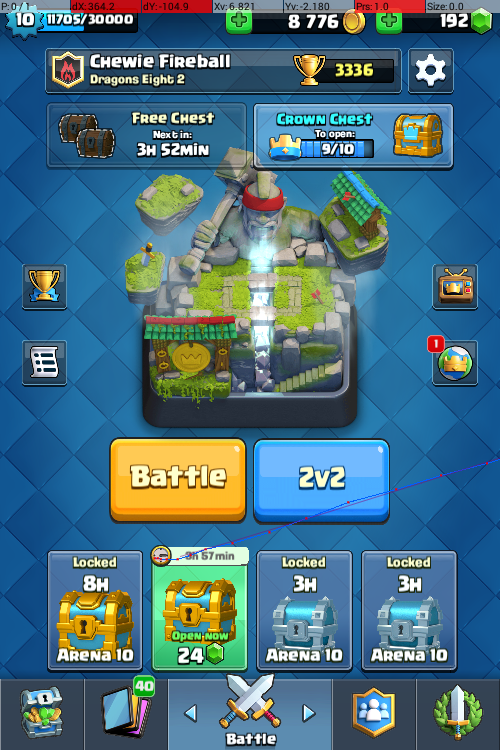 P: 0 / 1
dX: 364.2
dY: -104.9
Xv: 6.821
Yv: -2.180
Prs: 1.0
Size: 0.0
10
11705/30000
8 776
192
Chewie Fireball
Dragons Eight 2
3336
Free Chest
Next in:
3h 52min
Crown Chest
To open:
9/10
1
Battle
2v2
Locked
8h
Arena 10
3h 57min
Open now
24
Locked
3h
Arena 10
Locked
3h
Arena 10
40
Battle